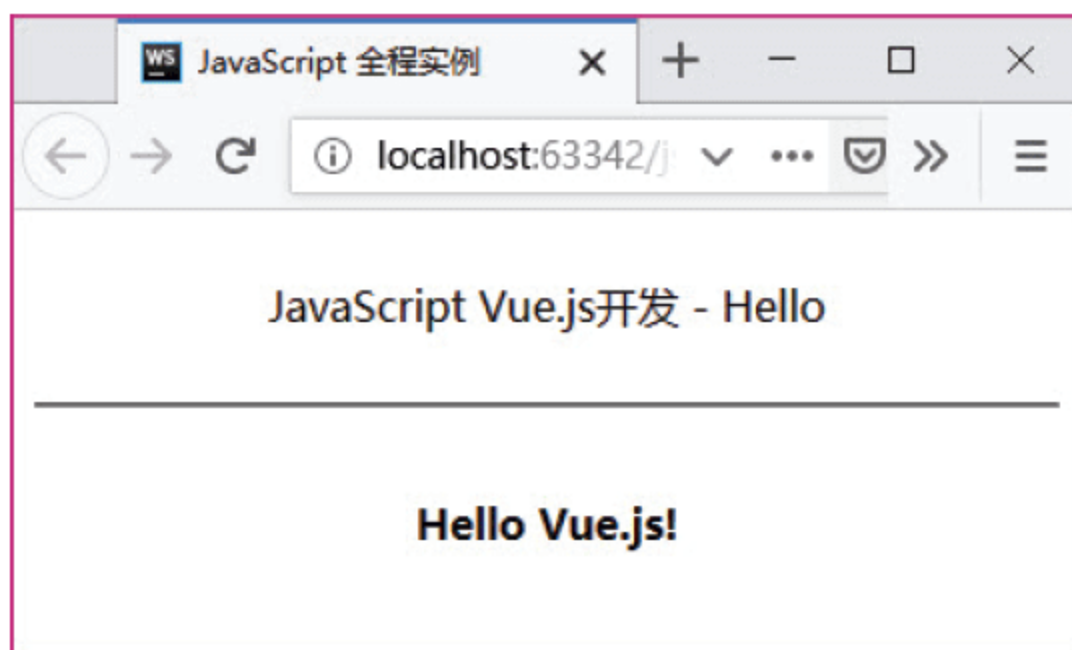 WS JavaScript 全程实例
localhost:63342/j
JavaScript Vue.js开发 - Hello
Hello Vue.js!